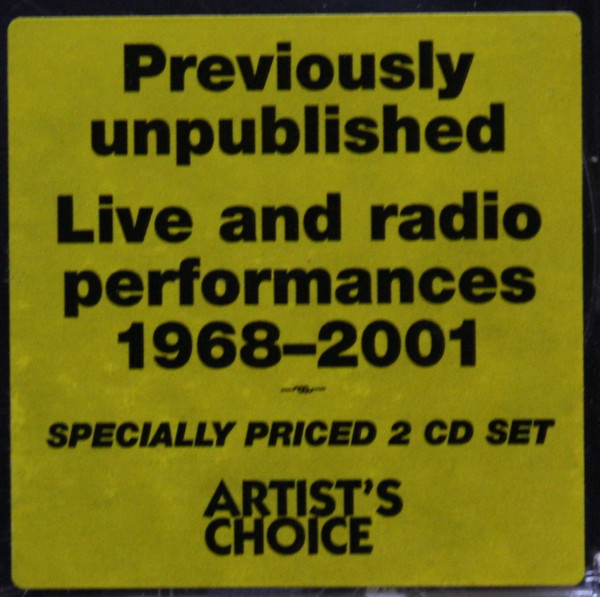 Previously
unpublished
Live and radio
performances
1968–2001
SPECIALLY PRICED 2 CD SET
ARTIST'S
CHOICE